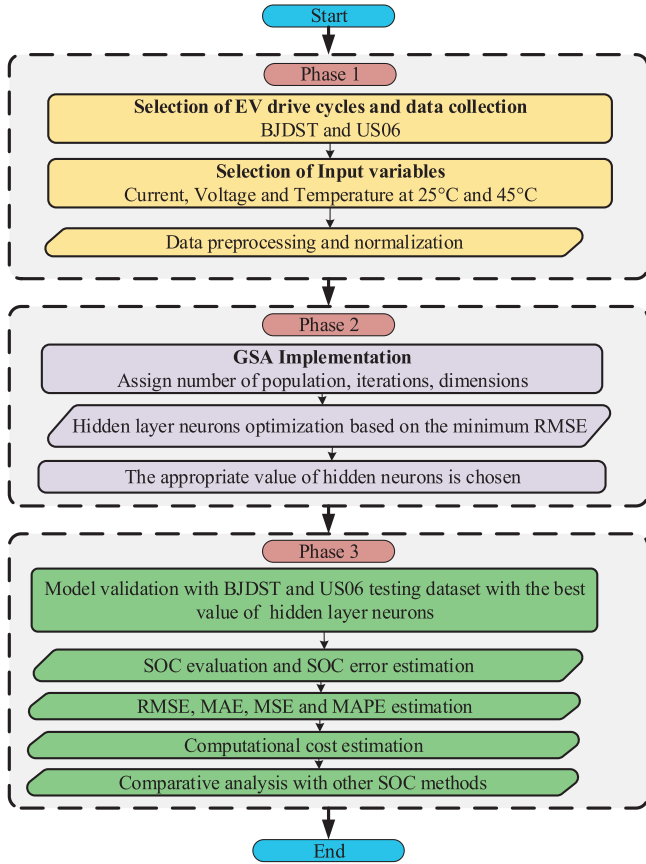 Start
Phase 1
Selection of EV drive cycles and data collection
BJDST and US06
Selection of Input variables
Current, Voltage and Temperature at 25°C and 45°C
Data preprocessing and normalization
Phase 2
GSA Implementation
Assign number of population, iterations, dimensions
Hidden layer neurons optimization based on the minimum RMSE
The appropriate value of hidden neurons is chosen
Phase 3
Model validation with BJDST and US06 testing dataset with the best
value of hidden layer neurons
SOC evaluation and SOC error estimation
RMSE, MAE, MSE and MAPE estimation
Computational cost estimation
Comparative analysis with other SOC methods
End